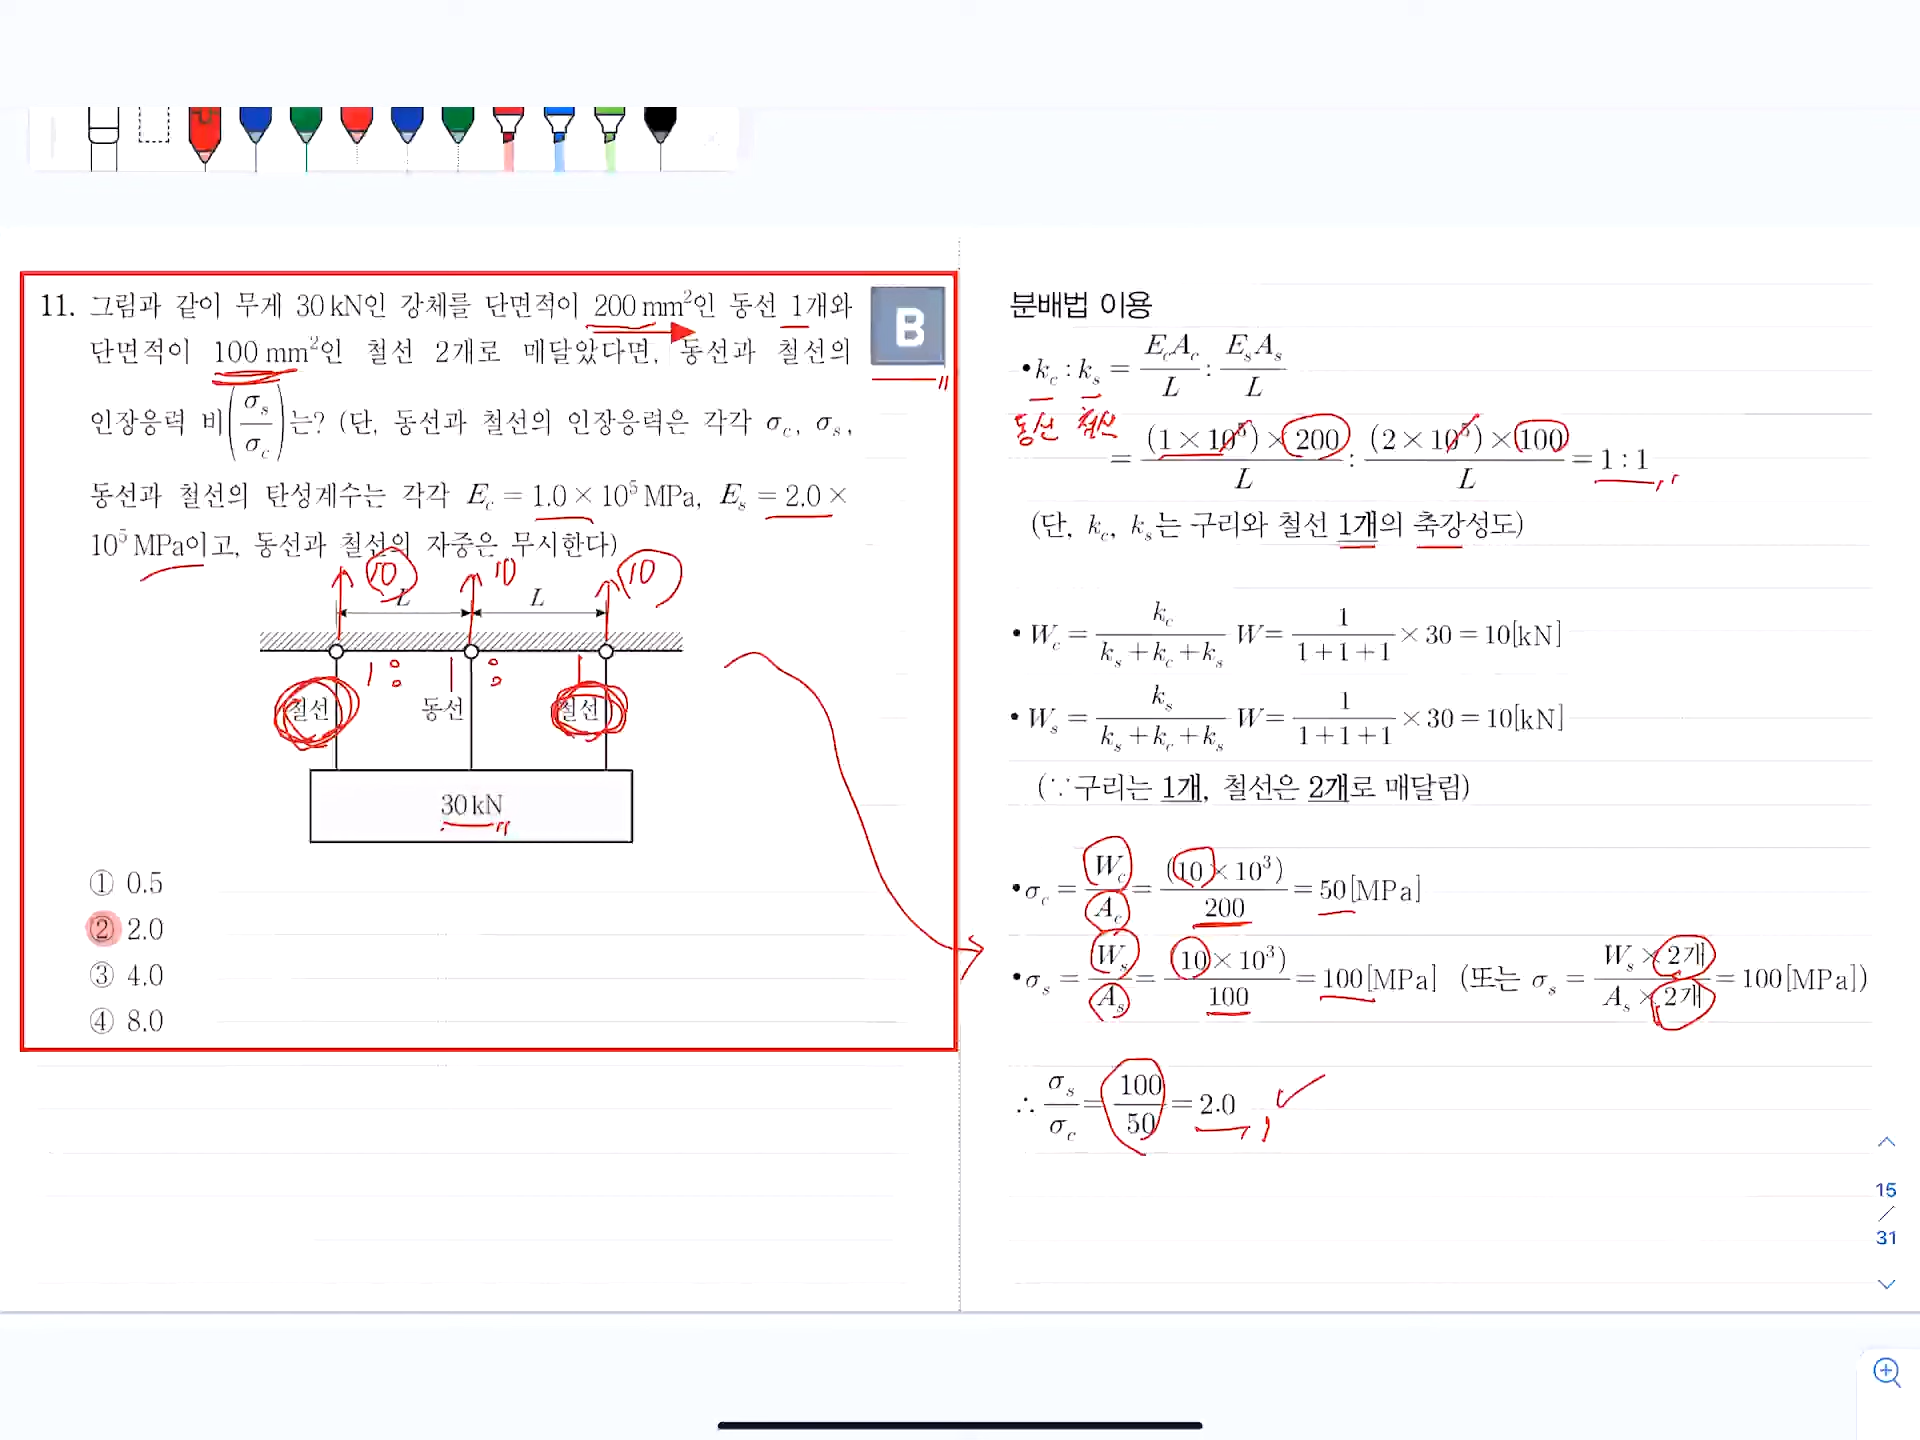 11. 그림과 같이 무게 30 kN인 강체를 단면적이 200 mm²인 동선 1개와
단면적이 100 mm²인 철선 2개로 매달았다면, 동선과 철선의
인장응력 비(σs/σc)는? (단, 동선과 철선의 인장응력은 각각 σc, σs,
동선과 철선의 탄성계수는 각각 Ec = 1.0 × 10⁵ MPa, Es = 2.0 ×
10⁵ MPa이고, 동선과 철선의 자중은 무시한다)
B
10 10 10
L L
1 : 1 : 1
철선 동선 철선
30 kN
① 0.5
② 2.0
③ 4.0
④ 8.0
분배법 이용
• kc : ks = EcAc/L : EsAs/L
동선 철선
= (1 × 10⁵) × 200/L : (2 × 10⁵) × 100/L = 1 : 1
(단, kc, ks는 구리와 철선 1개의 축강성도)
• Wc = kc/(ks + kc + ks) W = 1/(1+1+1) × 30 = 10[kN]
• Ws = ks/(ks + kc + ks) W = 1/(1+1+1) × 30 = 10[kN]
(∵ 구리는 1개, 철선은 2개로 매달림)
• σc = Wc/Ac = (10 × 10³)/200 = 50[MPa]
• σs = Ws/As = (10 × 10³)/100 = 100[MPa] (또는 σs = Ws × 2개/As × 2개 = 100[MPa])
∴ σs/σc = 100/50 = 2.0
15
/
31